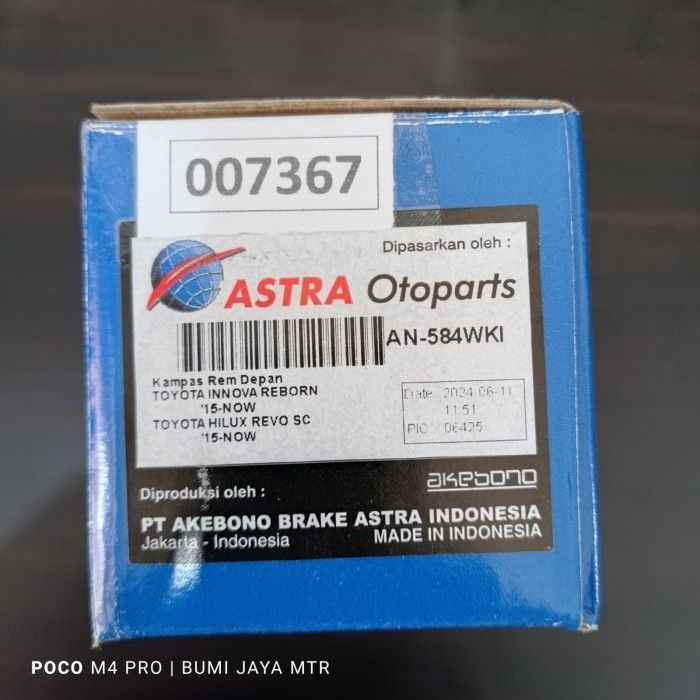 007367
Dipasarkan oleh :
ASTRA Otoparts
AN-584WKI
Kampas Rem Depan
TOYOTA INNOVA REBORN
'15-NOW
TOYOTA HILUX REVO SC
'15-NOW
Date: 2024-06-11
11:51
PIC : 06425
akebono
Diproduksi oleh :
PT AKEBONO BRAKE ASTRA INDONESIA
Jakarta - Indonesia MADE IN INDONESIA
POCO M4 PRO | BUMI JAYA MTR